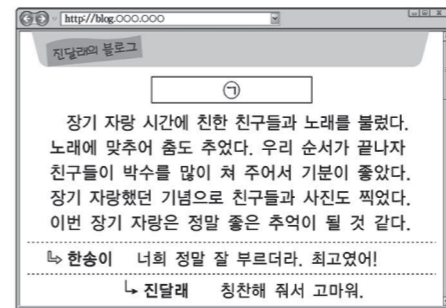 http://blog.○○○.○○○
진달래의 블로그
㉠
장기 자랑 시간에 친한 친구들과 노래를 불렀다.
노래에 맞추어 춤도 추었다. 우리 순서가 끝나자
친구들이 박수를 많이 쳐 주어서 기분이 좋았다.
장기 자랑했던 기념으로 친구들과 사진도 찍었다.
이번 장기 자랑은 정말 좋은 추억이 될 것 같다.
↳ 한송이 너희 정말 잘 부르더라. 최고였어!
↳ 진달래 칭찬해 줘서 고마워.